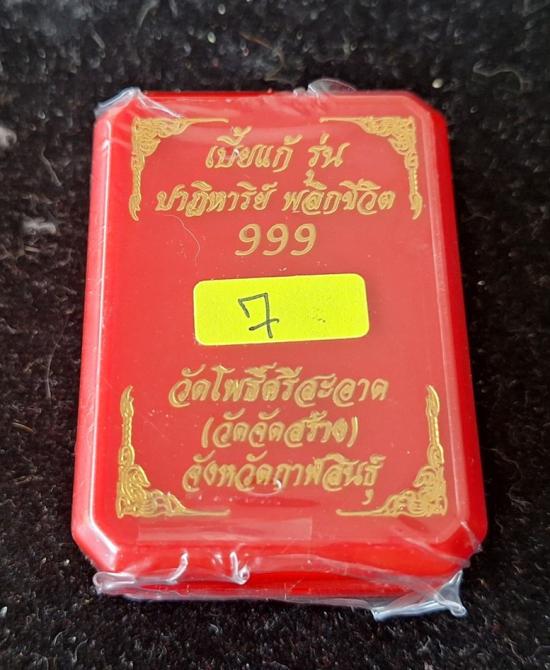 เบี้ยแก้ รุ่น
ปาฏิหาริย์ พลิกชีวิต
999
7
วัดโพธิ์ศรีสะอาด
(วัดจัดสร้าง)
จังหวัดกาฬสินธุ์